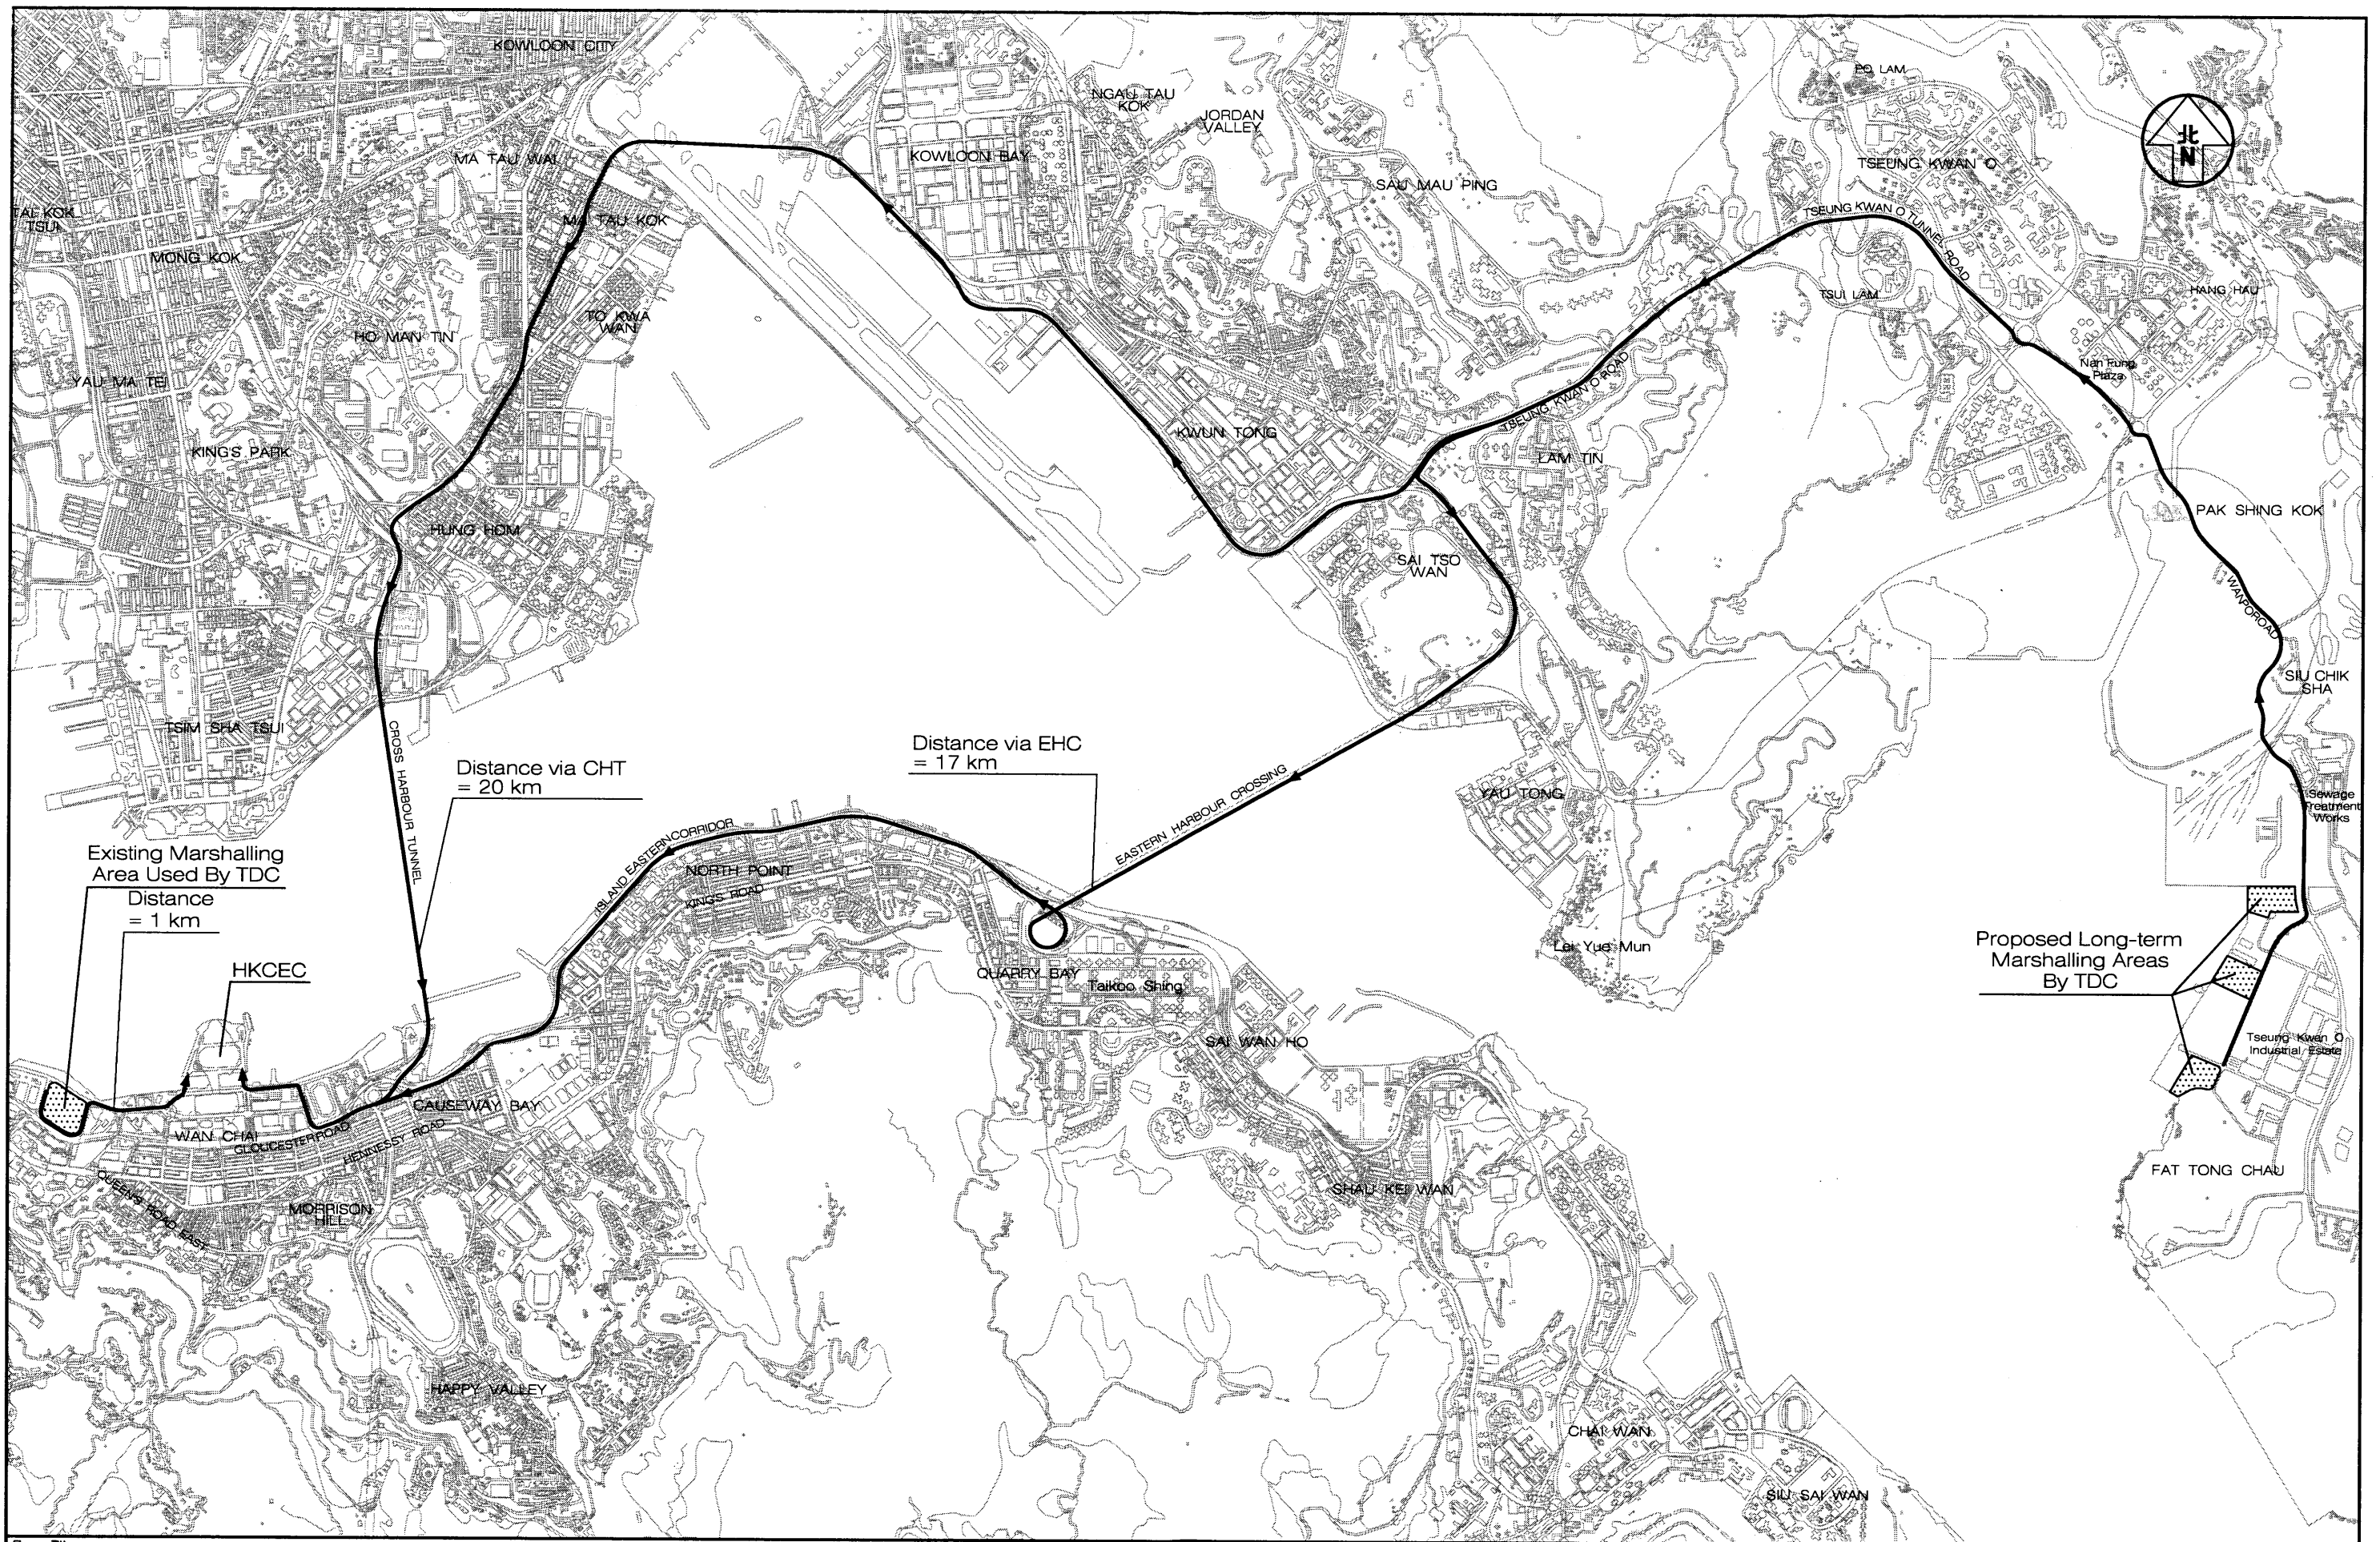 KOWLOON CITY
PO LAM
NGAU TAU
KOK
JORDAN
VALLEY
北
N
MA TAU WAI
KOWLOON BAY
TSEUNG KWAN O
SAU MAU PING
TAI KOK
TSUI
MA TAU KOK
TSEUNG KWAN O TUNNEL ROAD
MONG KOK
TSUI LAM
HANG HAU
TO KWA
WAN
HO MAN TIN
Nan Fung
Plaza
YAU MA TEI
TSEUNG KWAN O ROAD
KWUN TONG
KING'S PARK
LAM TIN
PAK SHING KOK
HUNG HOM
SAI TSO
WAN
WAN PO ROAD
SIU CHIK
SHA
TSIM SHA TSUI
CROSS HARBOUR TUNNEL
Distance via CHT
= 20 km
Distance via EHC
= 17 km
EASTERN HARBOUR CROSSING
YAU TONG
Sewage
Treatment
Works
ISLAND EASTERN CORRIDOR
Existing Marshalling
Area Used By TDC
Distance
= 1 km
NORTH POINT
KING'S ROAD
HKCEC
Lei Yue Mun
Proposed Long-term
Marshalling Areas
By TDC
QUARRY BAY
Taikoo Shing
SAI WAN HO
Tseung Kwan O
Industrial Estate
CAUSEWAY BAY
WAN CHAI
GLOUCESTER ROAD
HENNESSY ROAD
FAT TONG CHAU
QUEEN'S ROAD EAST
SHAU KEI WAN
MORRISON
HILL
HAPPY VALLEY
CHAI WAN
SIU SAI WAN